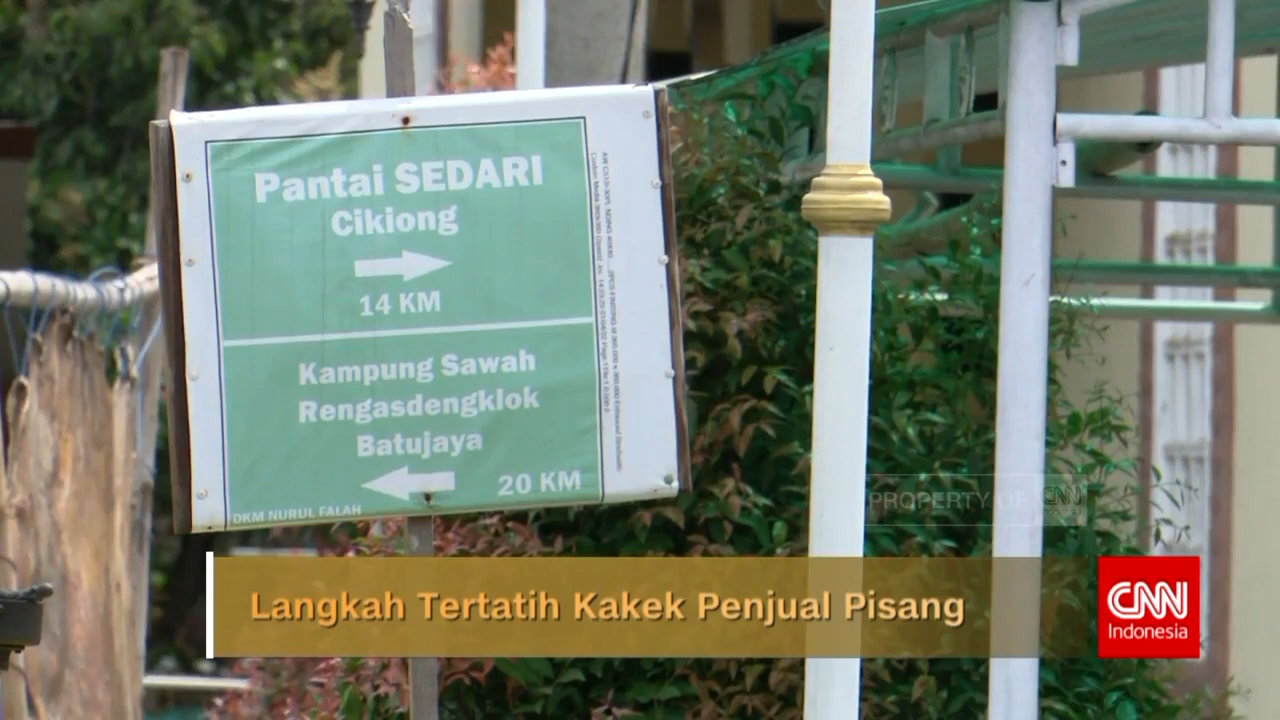 Pantai SEDARI
Cikiong
14 KM
Kampung Sawah
Rengasdengklok
Batujaya
20 KM
DKM NURUL FALAH
PROPERTY OF CNN
Langkah Tertatih Kakek Penjual Pisang
CNN
Indonesia